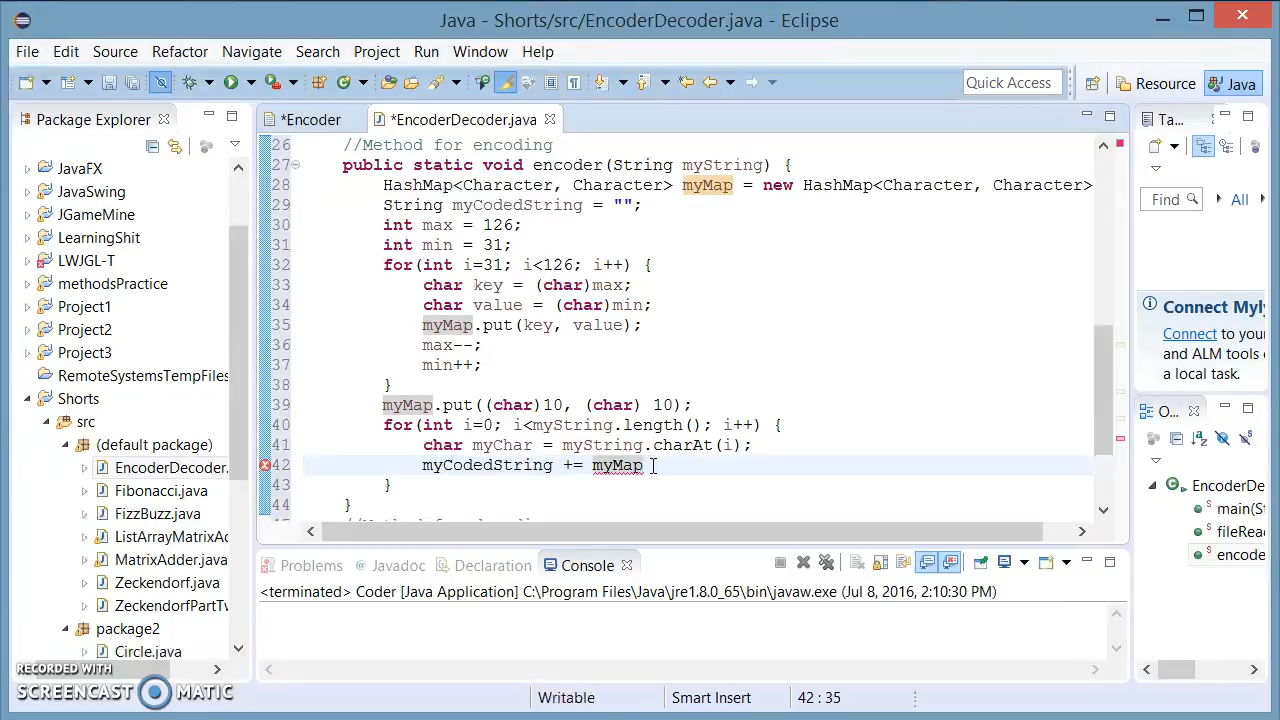 Java - Shorts/src/EncoderDecoder.java - Eclipse
File Edit Source Refactor Navigate Search Project Run Window Help
Quick Access Resource Java
Package Explorer
*Encoder *EncoderDecoder.java
Ta...
JavaFX
JavaSwing
JGameMine
LearningShit
LWJGL-T
methodsPractice
Project1
Project2
Project3
RemoteSystemsTempFiles
Shorts
src
(default package)
EncoderDecoder.
Fibonacci.java
FizzBuzz.java
ListArrayMatrixAc
MatrixAdder.java
Zeckendorf.java
ZeckendorfPartTv
package2
Circle.java
26 //Method for encoding
27 public static void encoder(String myString) {
28 HashMap<Character, Character> myMap = new HashMap<Character, Character>
29 String myCodedString = "";
30 int max = 126;
31 int min = 31;
32 for(int i=31; i<126; i++) {
33 char key = (char)max;
34 char value = (char)min;
35 myMap.put(key, value);
36 max--;
37 min++;
38 }
39 myMap.put((char)10, (char) 10);
40 for(int i=0; i<myString.length(); i++) {
41 char myChar = myString.charAt(i);
42 myCodedString += myMap
43 }
44 }
Find All
Connect Myly
Connect to your
and ALM tools o
a local task.
O...
EncoderDe
main(S
fileRea
encode
Problems Javadoc Declaration Console
<terminated> Coder [Java Application] C:\Program Files\Java\jre1.8.0_65\bin\javaw.exe (Jul 8, 2016, 2:10:30 PM)
Writable Smart Insert 42 : 35
RECORDED WITH
SCREENCAST MATIC